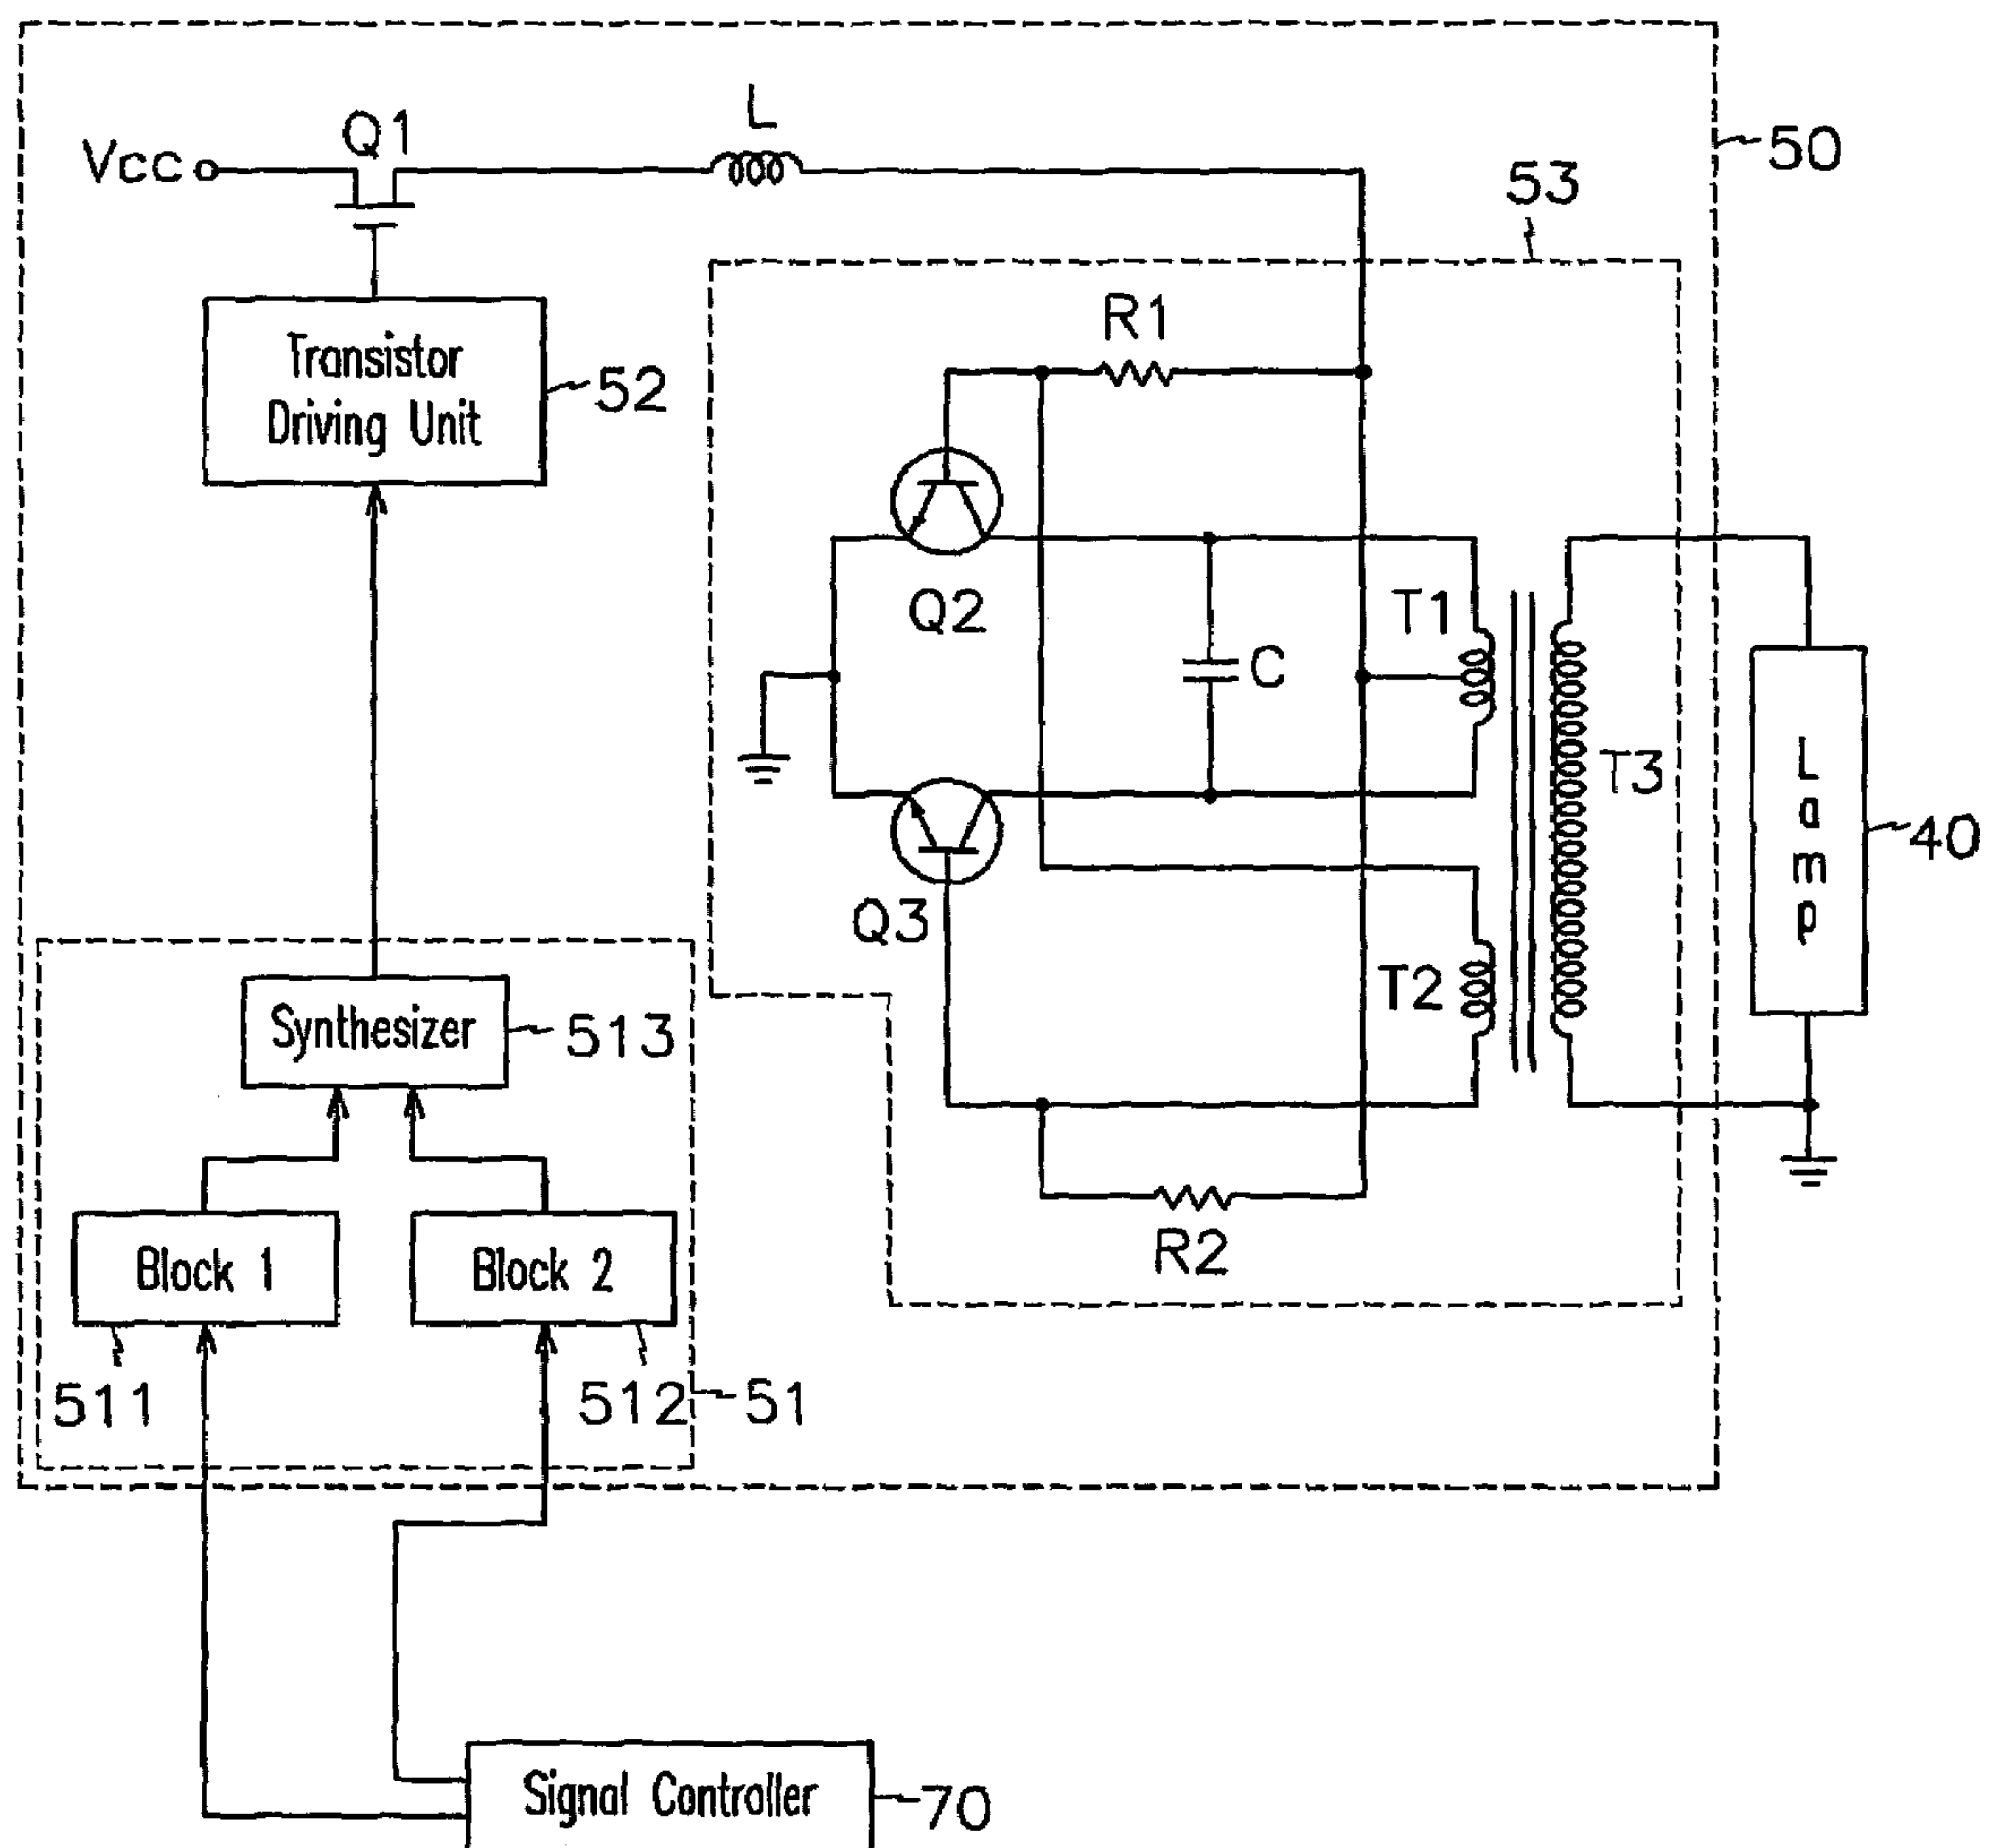 L
Q1
Vcc
50
53
R1
Transistor
Driving Unit
52
Q2
T1
C
T3
Lamp
40
Q3
T2
Synthesizer
513
Block 1
Block 2
R2
511
512
51
Signal Controller
70